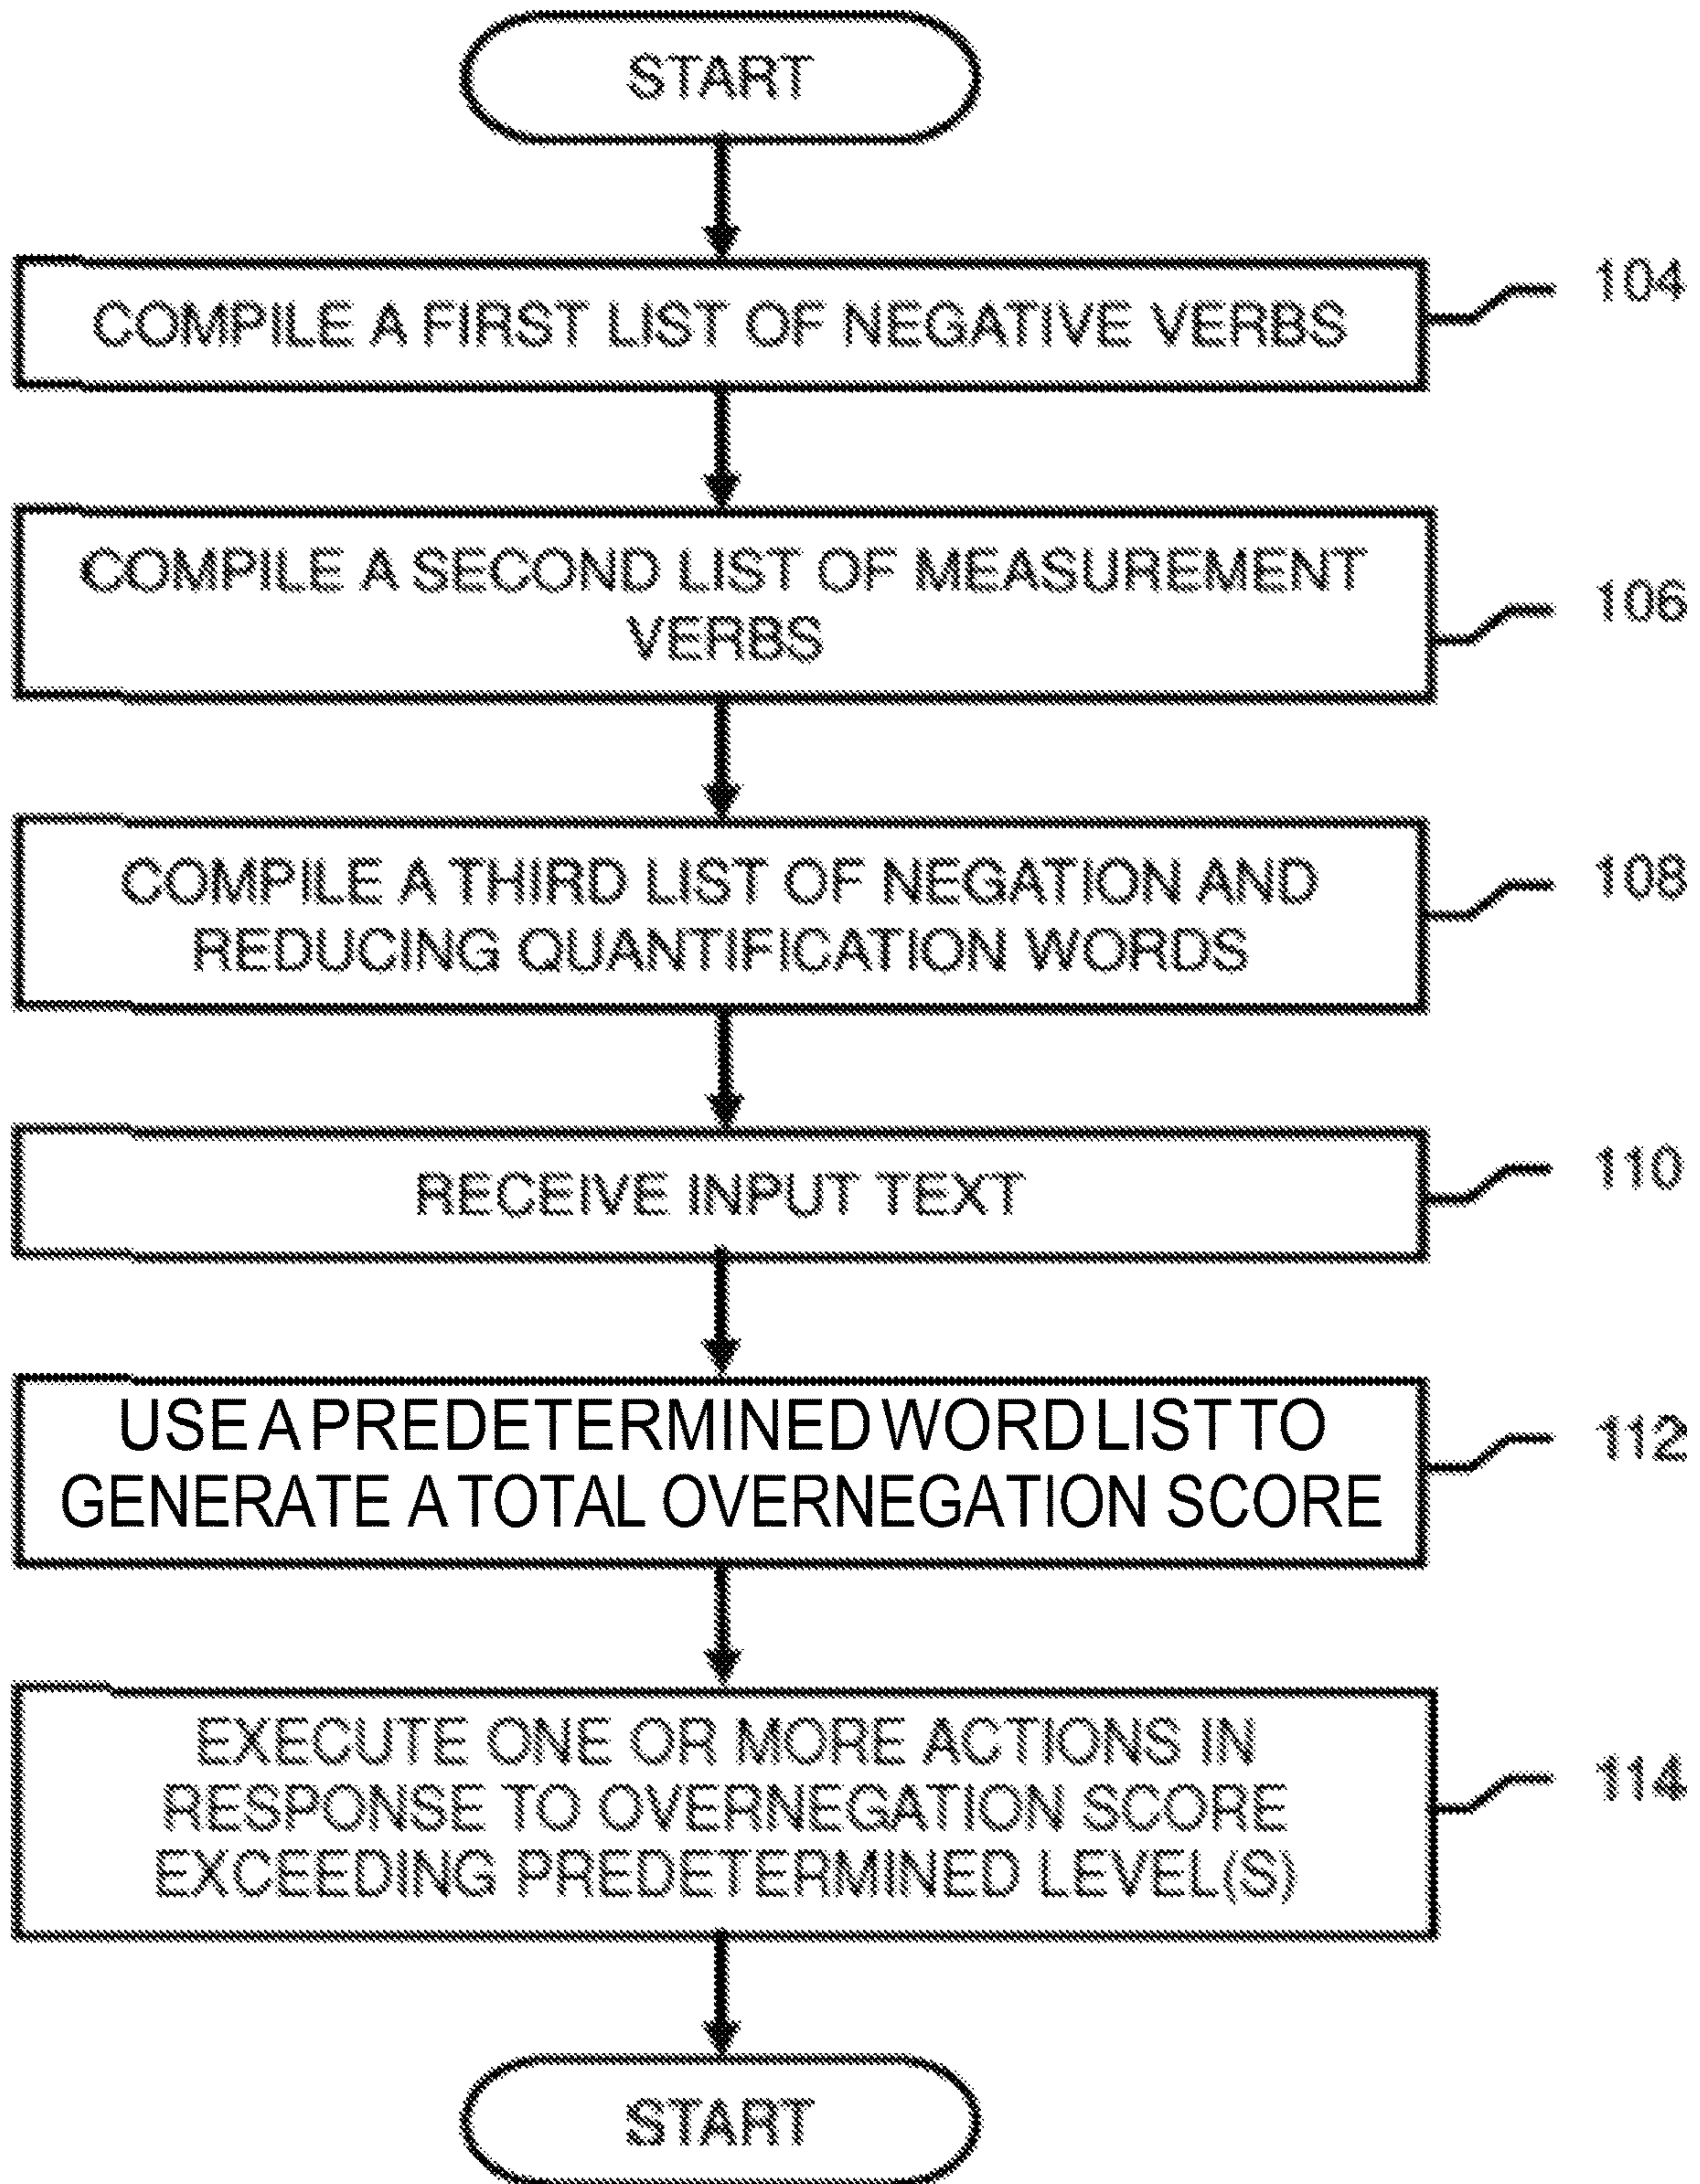 START
COMPILE A FIRST LIST OF NEGATIVE VERBS
104
COMPILE A SECOND LIST OF MEASUREMENT
VERBS
106
COMPILE A THIRD LIST OF NEGATION AND
REDUCING QUANTIFICATION WORDS
108
RECEIVE INPUT TEXT
110
USE A PREDETERMINED WORD LIST TO
GENERATE A TOTAL OVERNEGATION SCORE
112
EXECUTE ONE OR MORE ACTIONS IN
RESPONSE TO OVERNEGATION SCORE
EXCEEDING PREDETERMINED LEVEL(S)
114
START